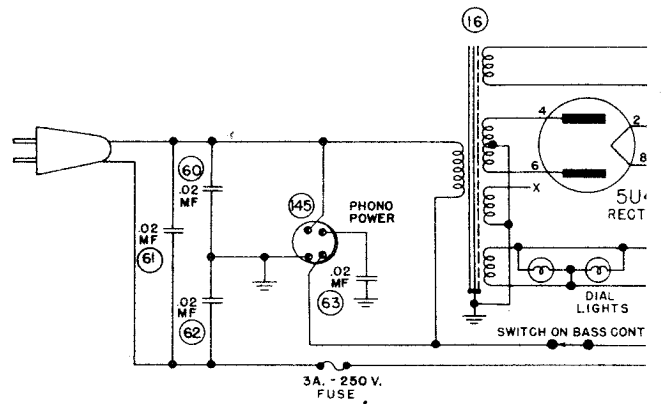 16
4
2
60
.02
MF
6
8
145
PHONO
POWER
X
5U4
RECT
.02
MF
61
.02
MF
63
.02
MF
62
DIAL
LIGHTS
SWITCH ON BASS CONT
3A. - 250 V.
FUSE